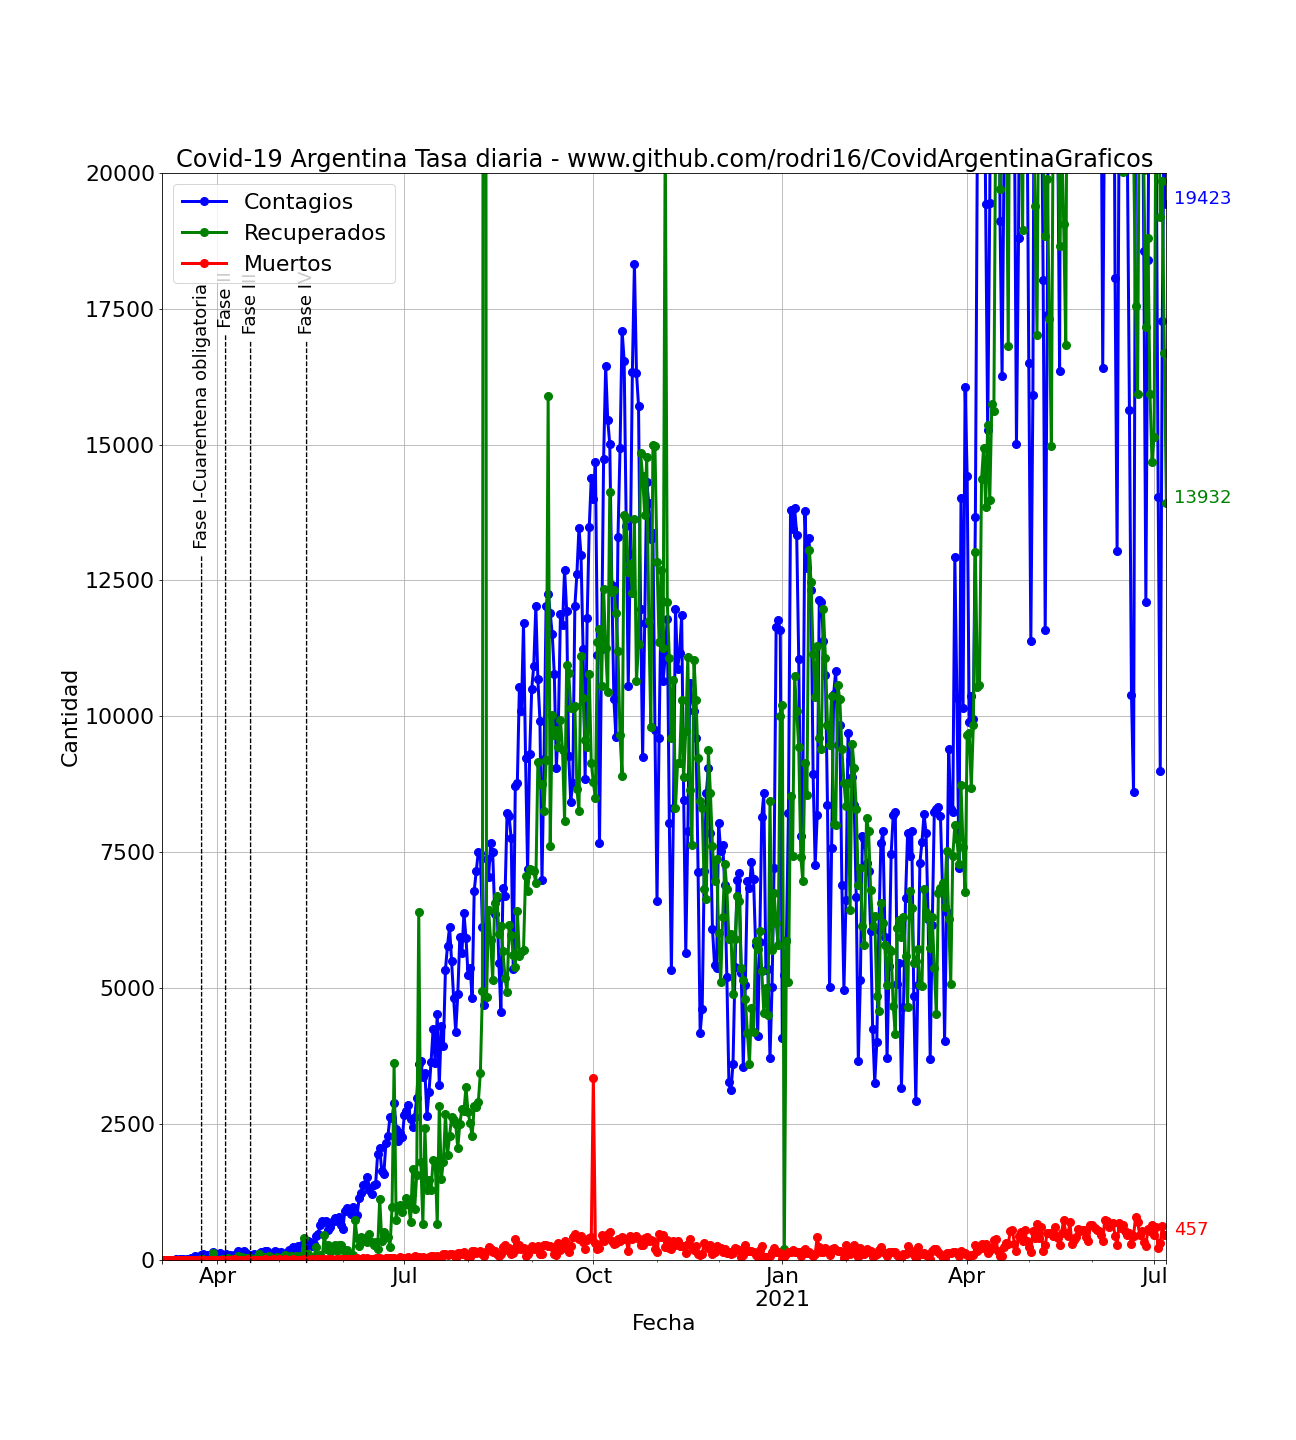 Covid-19 Argentina Tasa diaria - www.github.com/rodri16/CovidArgentinaGraficos
20000
17500
15000
12500
10000
7500
5000
2500
0
Cantidad
Contagios
Recuperados
Muertos
Fase I-Cuarentena obligatoria
Fase II
Fase III
Fase IV
19423
13932
457
Apr
Jul
Oct
Jan
2021
Apr
Jul
Fecha